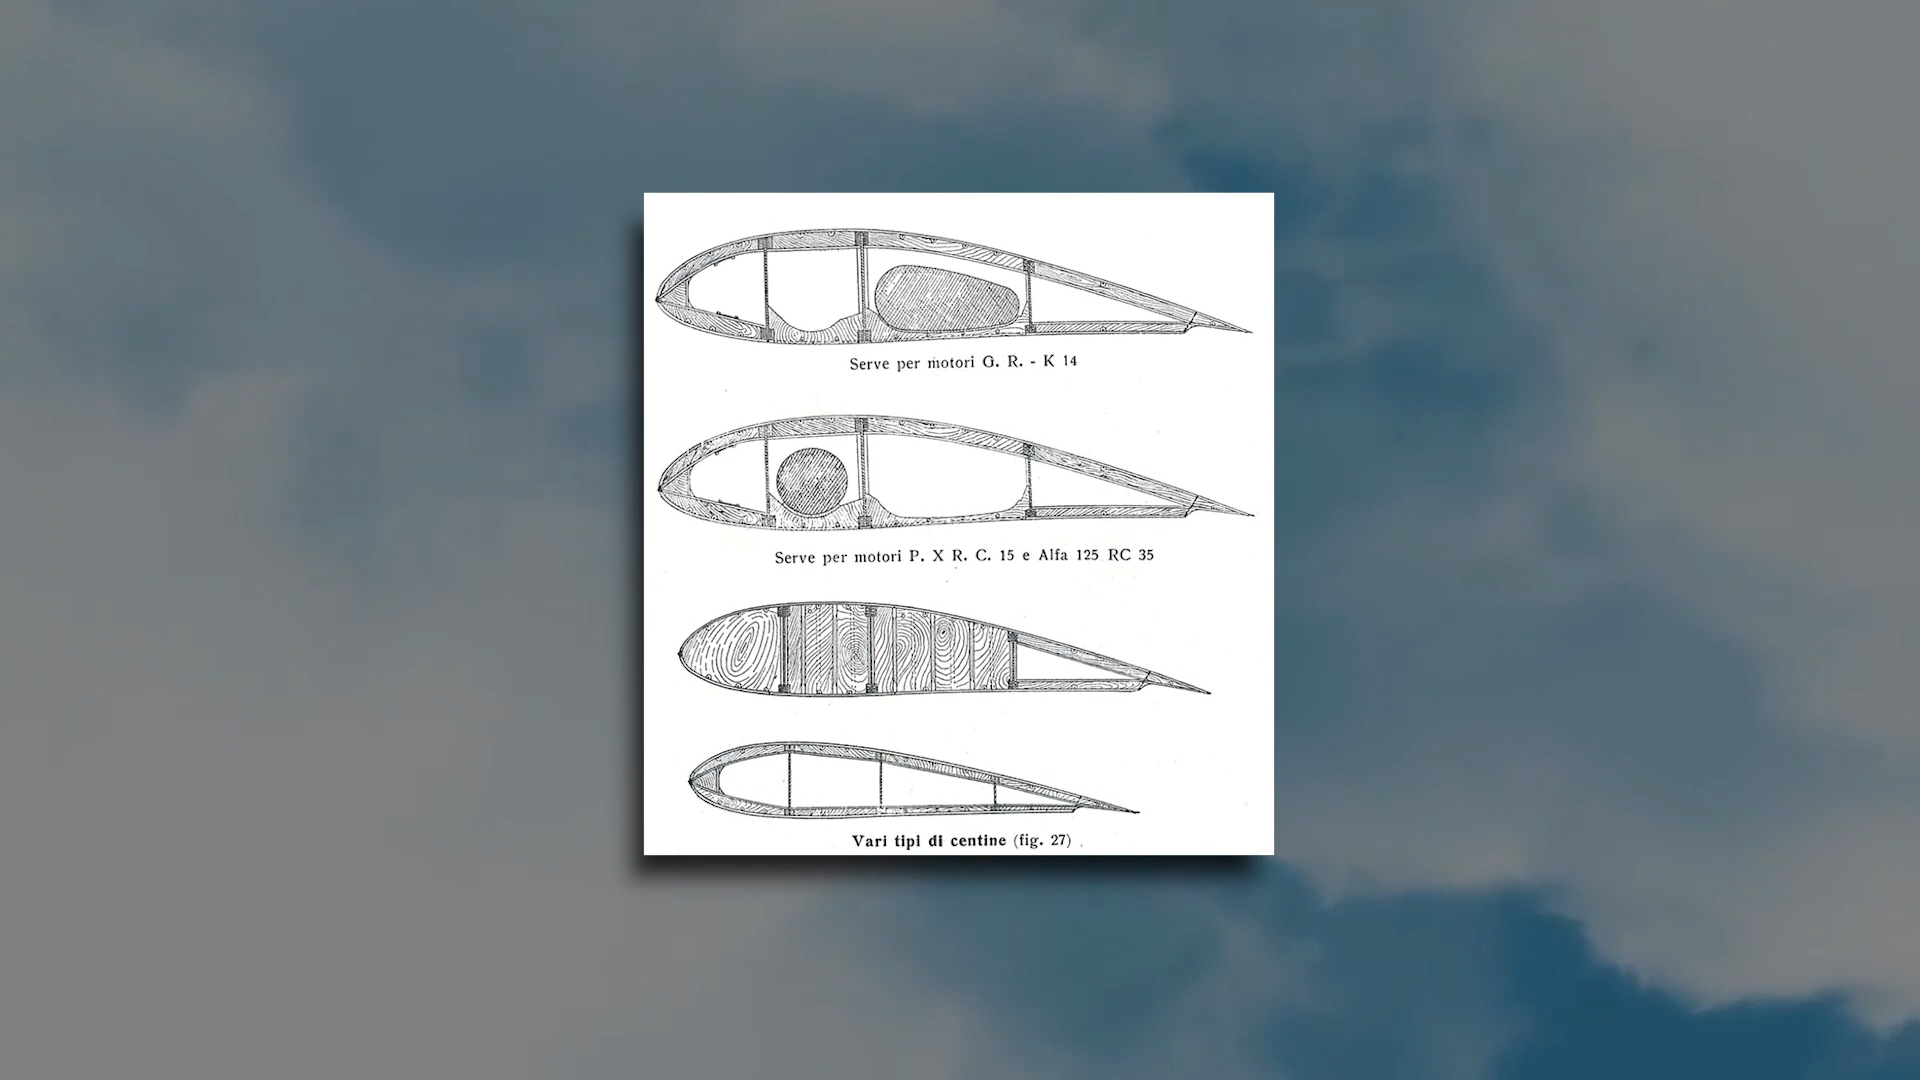 Serve per motori G. R. - K 14
Serve per motori P. X R. C. 15 e Alfa 125 RC 35
Vari tipi di centine (fig. 27)